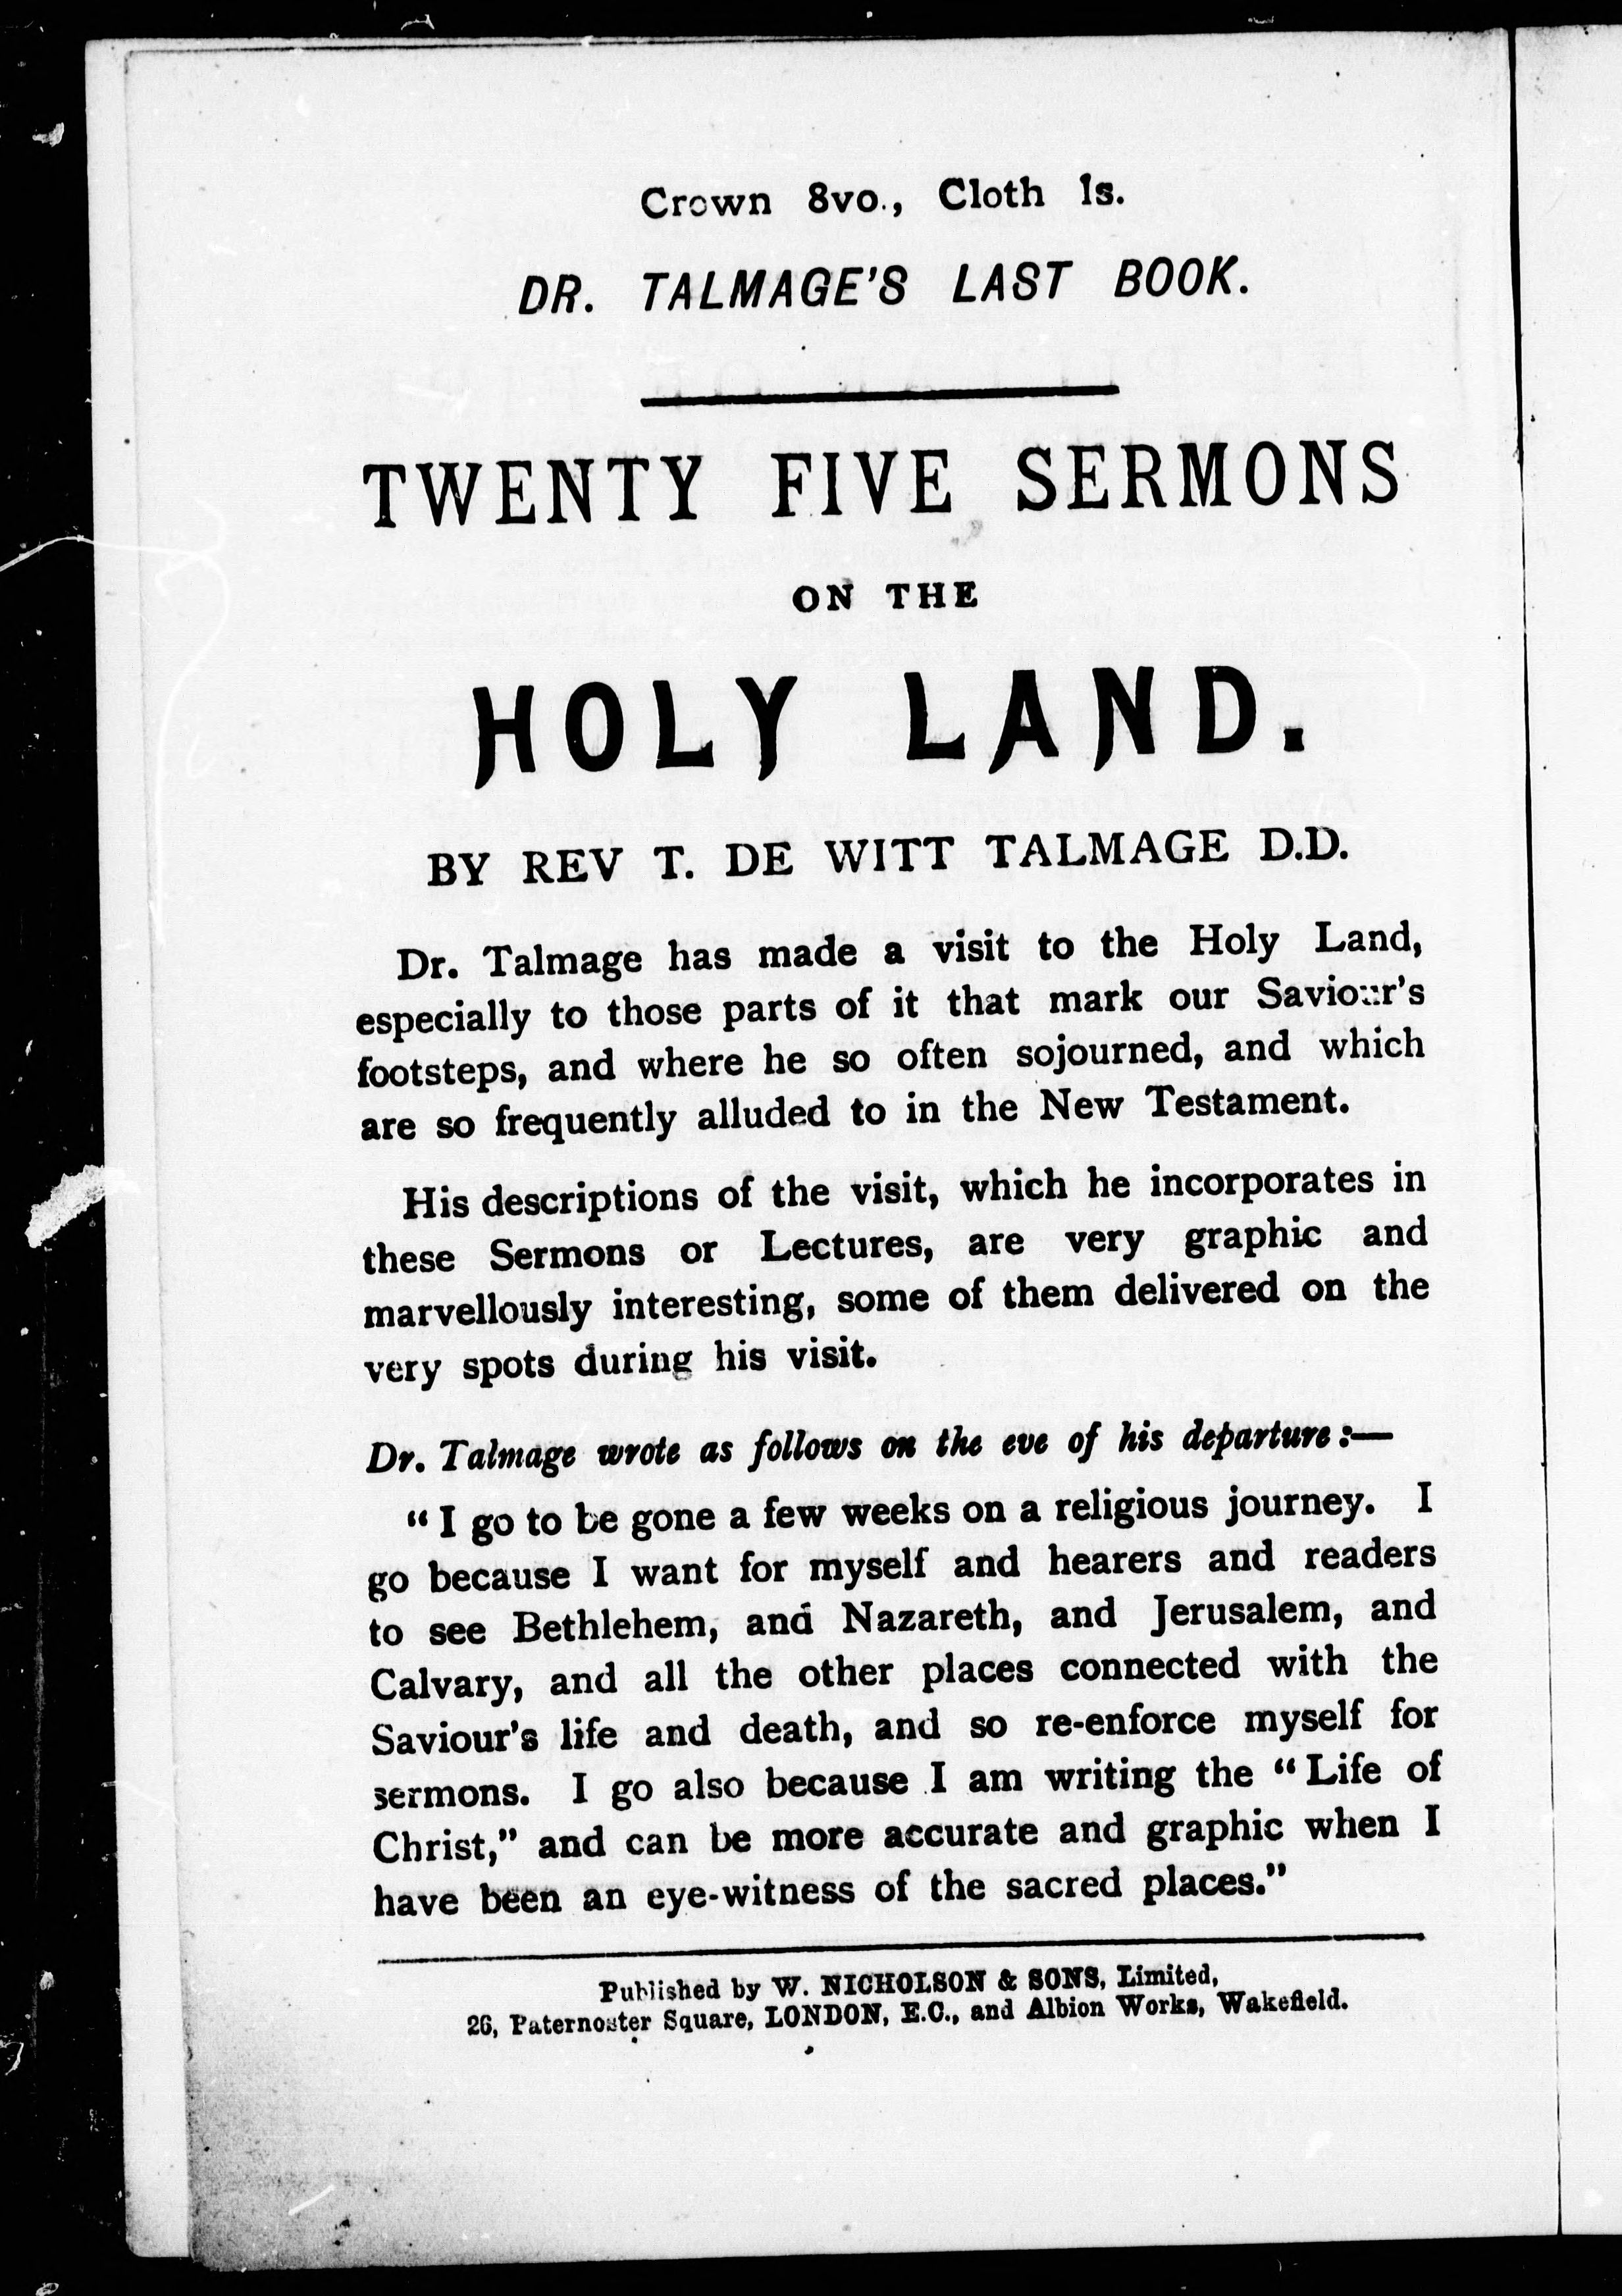 Crown 8vo., Cloth 1s.
DR. TALMAGE'S LAST BOOK.
TWENTY FIVE SERMONS
ON THE
HOLY LAND.
BY REV T. DE WITT TALMAGE D.D.
Dr. Talmage has made a visit to the Holy Land,
especially to those parts of it that mark our Saviour's
footsteps, and where he so often sojourned, and which
are so frequently alluded to in the New Testament.
His descriptions of the visit, which he incorporates in
these Sermons or Lectures, are very graphic and
marvellously interesting, some of them delivered on the
very spots during his visit.
Dr. Talmage wrote as follows on the eve of his departure:—
"I go to be gone a few weeks on a religious journey. I
go because I want for myself and hearers and readers
to see Bethlehem, and Nazareth, and Jerusalem, and
Calvary, and all the other places connected with the
Saviour's life and death, and so re-enforce myself for
sermons. I go also because I am writing the "Life of
Christ," and can be more accurate and graphic when I
have been an eye-witness of the sacred places."
Published by W. NICHOLSON & SONS, Limited,
26, Paternoster Square, LONDON, E.C., and Albion Works, Wakefield.